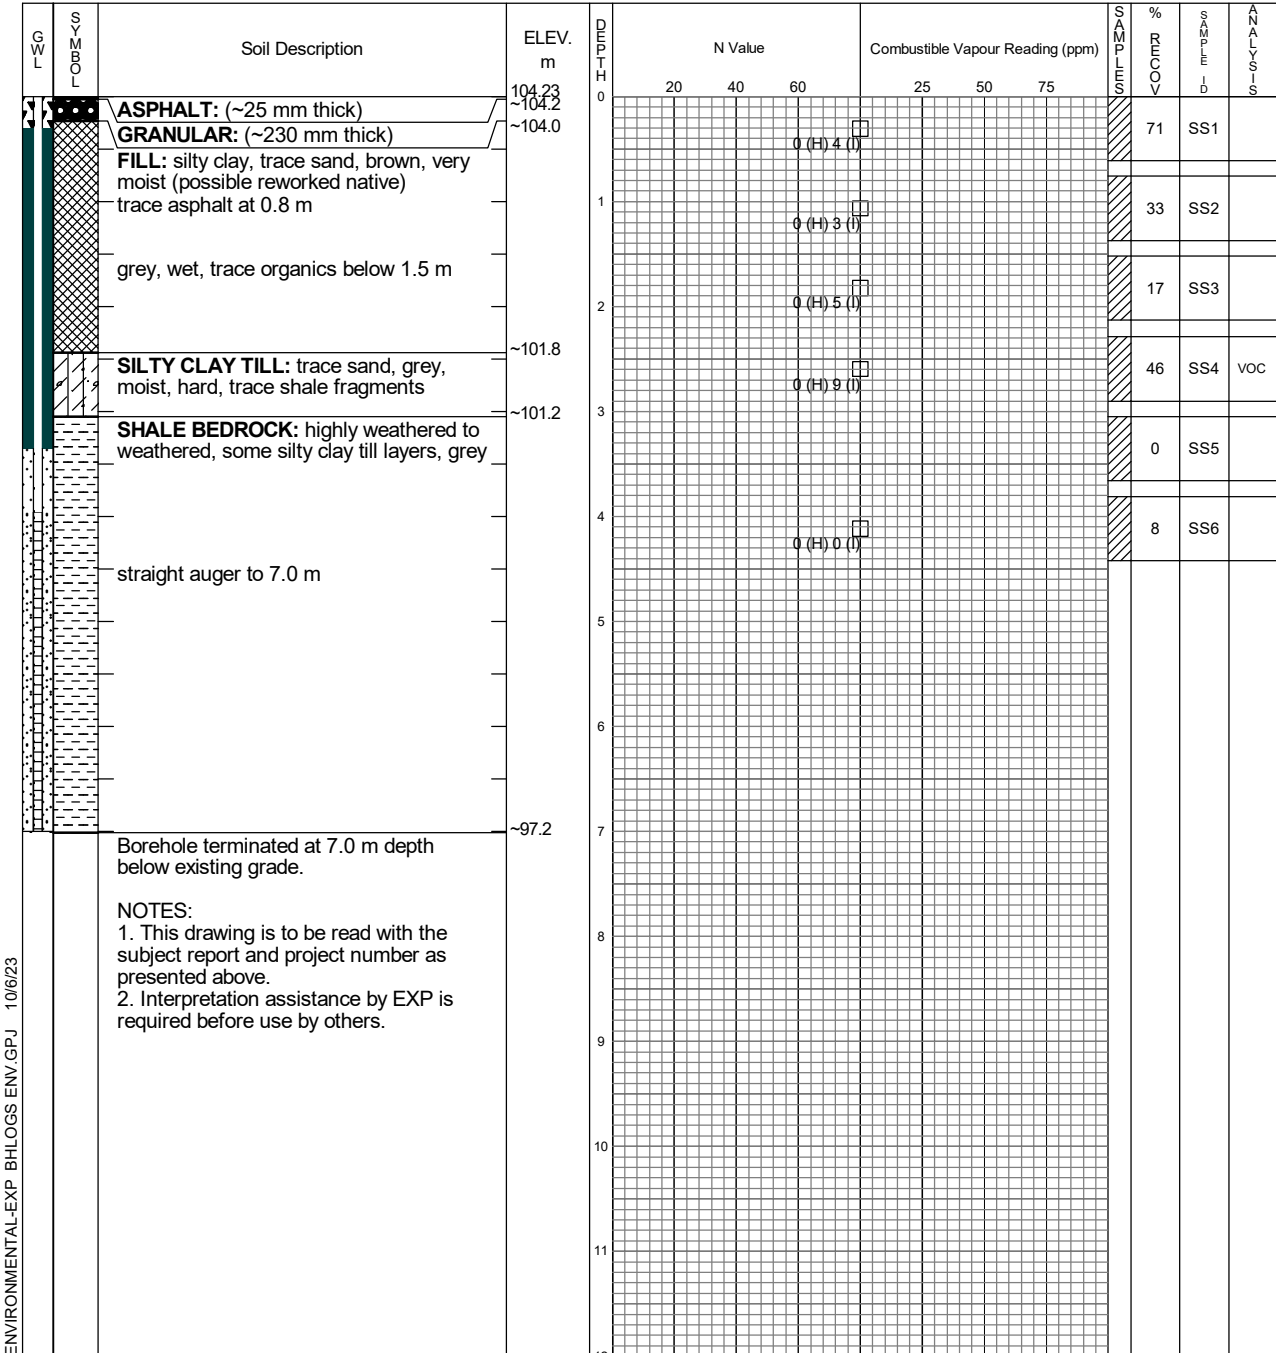 GWL
SYMBOL
Soil Description
ELEV.
m
DEPTH
N Value
Combustible Vapour Reading (ppm)
SAMPLES
% RECOV
SAMPLE ID
ANALYSIS
20 40 60 25 50 75
104.23
0
ASPHALT: (~25 mm thick)
~104.2
GRANULAR: (~230 mm thick)
~104.0
0 (H) 4 (I)
71 SS1
FILL: silty clay, trace sand, brown, very
moist (possible reworked native)
trace asphalt at 0.8 m
1
0 (H) 3 (I)
33 SS2
grey, wet, trace organics below 1.5 m
0 (H) 5 (I)
17 SS3
2
~101.8
SILTY CLAY TILL: trace sand, grey,
moist, hard, trace shale fragments
0 (H) 9 (I)
46 SS4 VOC
~101.2
3
SHALE BEDROCK: highly weathered to
weathered, some silty clay till layers, grey
0 SS5
4
0 (H) 0 (I)
8 SS6
straight auger to 7.0 m
5
6
~97.2
7
Borehole terminated at 7.0 m depth
below existing grade.
NOTES:
1. This drawing is to be read with the
subject report and project number as
presented above.
2. Interpretation assistance by EXP is
required before use by others.
8
9
10
11
ENVIRONMENTAL-EXP BHLOGS ENV.GPJ 10/6/23